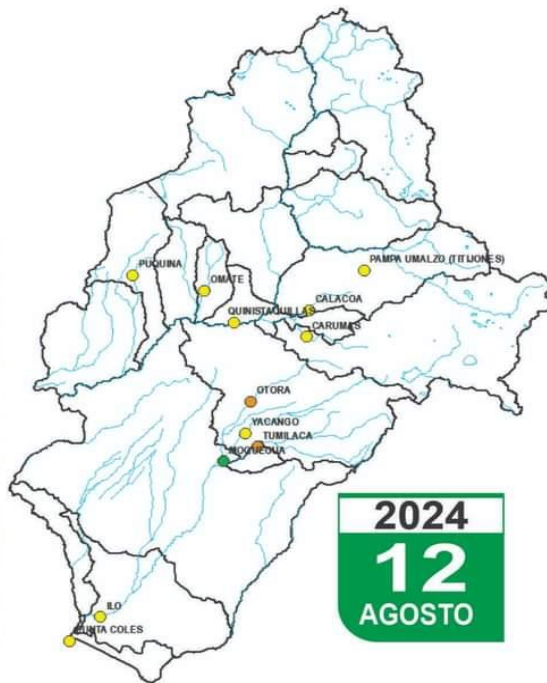 PUQUINA
OMATE
PAMPA UMALZO (TITIJONES)
QUINISTAQUILLAS
CALACOA
CARUMAS
OTORA
YACANGO
TUMILACA
MOQUEGUA
ILO
PUNTA COLES
2024
12
AGOSTO